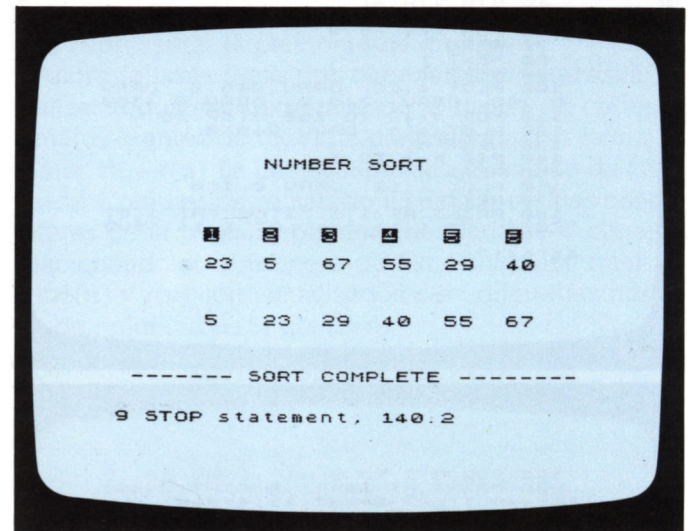 NUMBER SORT
1 2 3 4 5 6
23 5 67 55 29 40
5 23 29 40 55 67
------- SORT COMPLETE --------
9 STOP statement, 140:2